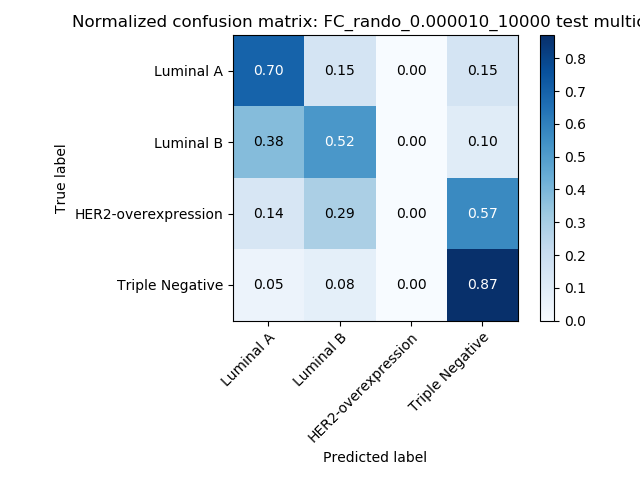 Normalized confusion matrix: FC_rando_0.000010_10000 test
True label
Luminal A 0.70 0.15 0.00 0.15
Luminal B 0.38 0.52 0.00 0.10
HER2-overexpression 0.14 0.29 0.00 0.57
Triple Negative 0.05 0.08 0.00 0.87
Luminal A
Luminal B
HER2-overexpression
Triple Negative
Predicted label
0.8
0.7
0.6
0.5
0.4
0.3
0.2
0.1
0.0